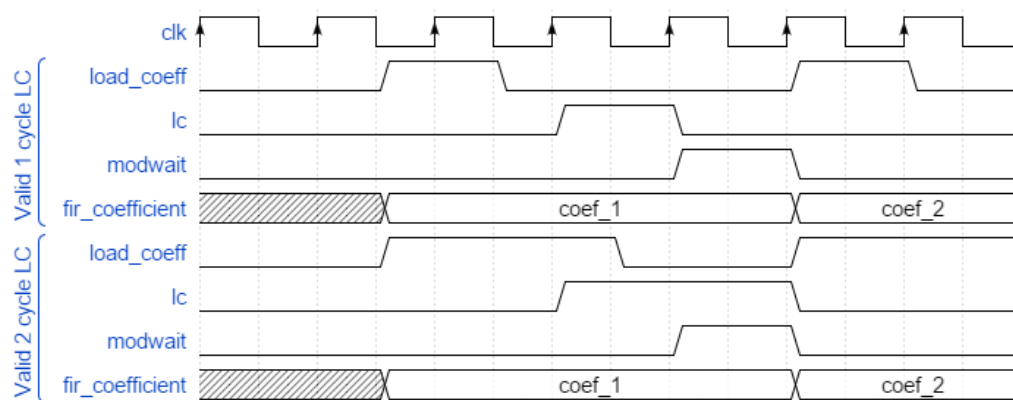 clk
Valid 1 cycle LC
load_coeff
lc
modwait
fir_coefficient
coef_1
coef_2
Valid 2 cycle LC
load_coeff
lc
modwait
fir_coefficient
coef_1
coef_2